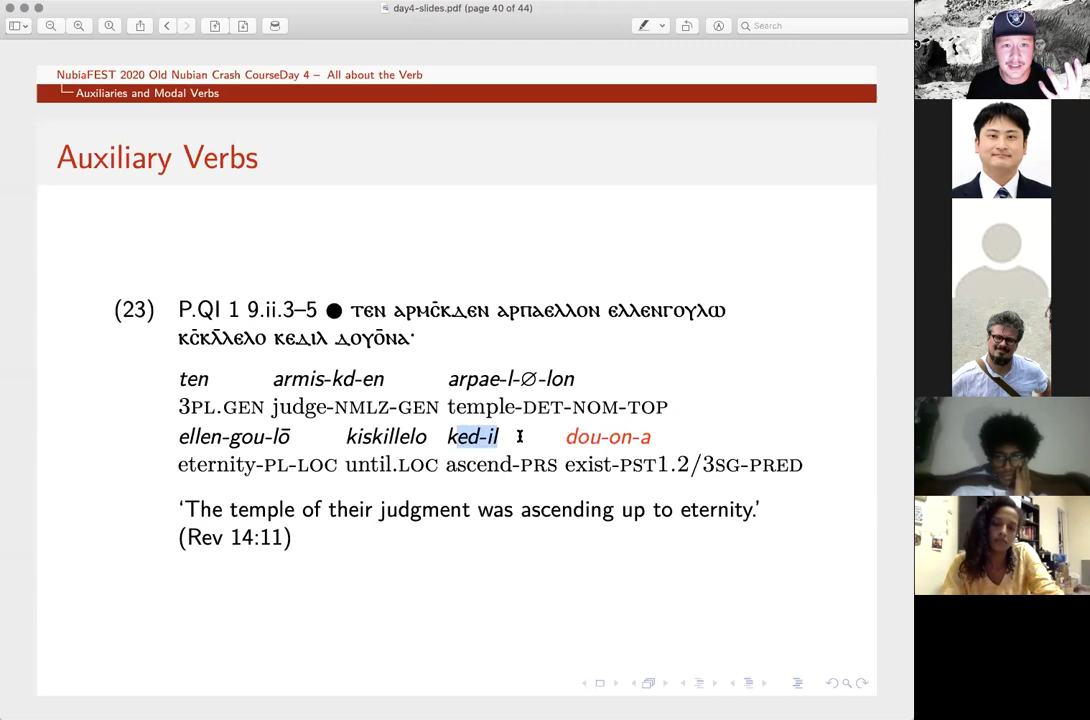 day4-slides.pdf (page 40 of 44)
Search
NubiaFEST 2020 Old Nubian Crash CourseDay 4 – All about the Verb
Auxiliaries and Modal Verbs
Auxiliary Verbs
(23) P.QI 1 9.ii.3–5 ● ⲧⲉⲛ ⲁⲣⲙⲥ̄ⲕⲇⲉⲛ ⲁⲣⲡⲁⲉⲗⲗⲟⲛ ⲉⲗⲗⲉⲛⲅⲟⲩⲗⲱ
ⲕⲥ̄ⲕⲗ̄ⲗⲉⲗⲟ ⲕⲉⲇⲓⲗ ⲇⲟⲩⲟ̄ⲛⲁ·
ten armis-kd-en arpae-l-∅-lon
3PL.GEN judge-NMLZ-GEN temple-DET-NOM-TOP
ellen-gou-lō kiskillelo ked-il dou-on-a
eternity-PL-LOC until.LOC ascend-PRS exist-PST1.2/3SG-PRED
‘The temple of their judgment was ascending up to eternity.’
(Rev 14:11)